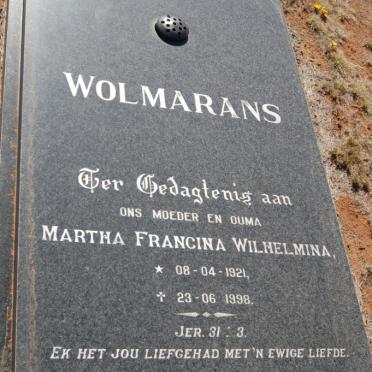 WOLMARANS
Ter Gedagtenis aan
ONS MOEDER EN OUMA
MARTHA FRANCINA WILHELMINA,
★ 08-04-1921,
✝ 23-06-1998.
JER. 31:3.
EK HET JOU LIEFGEHAD MET'N EWIGE LIEFDE.